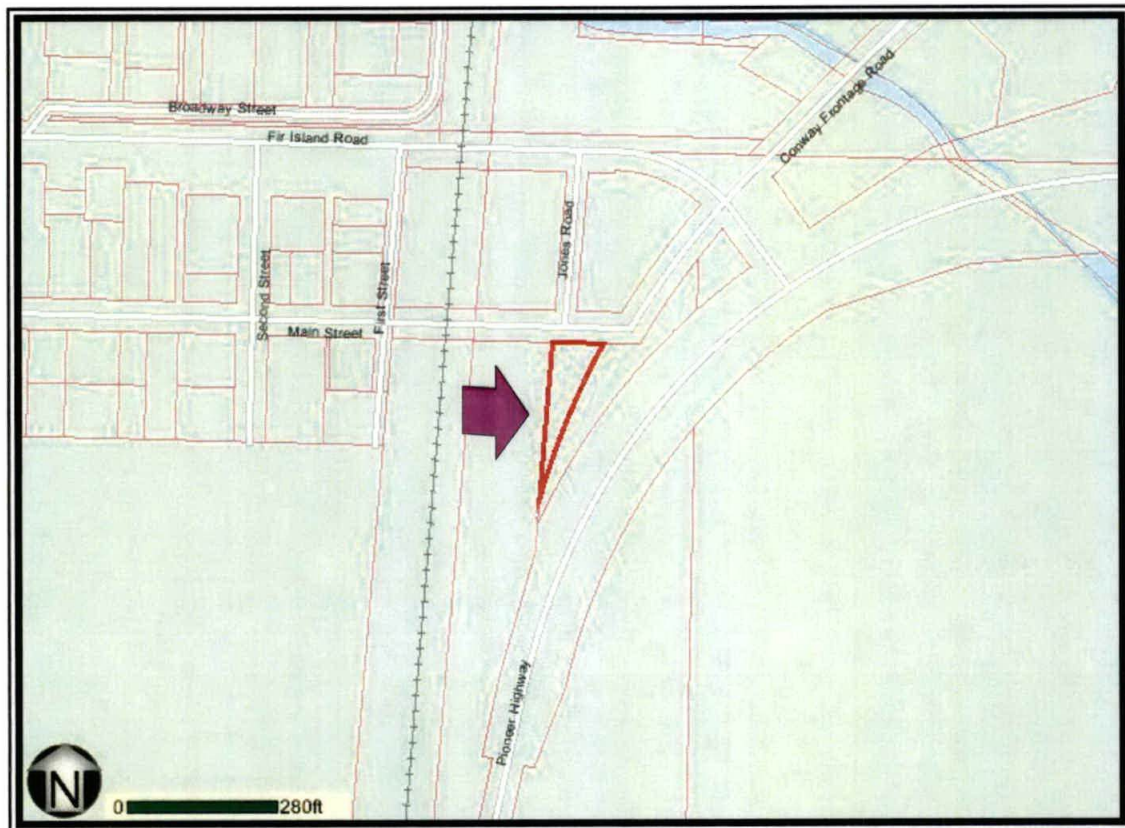 Broadway Street
Fir Island Road
Conway Frontage Road
Jones Road
Second Street
First Street
Main Street
Pioneer Highway
N
0 280ft